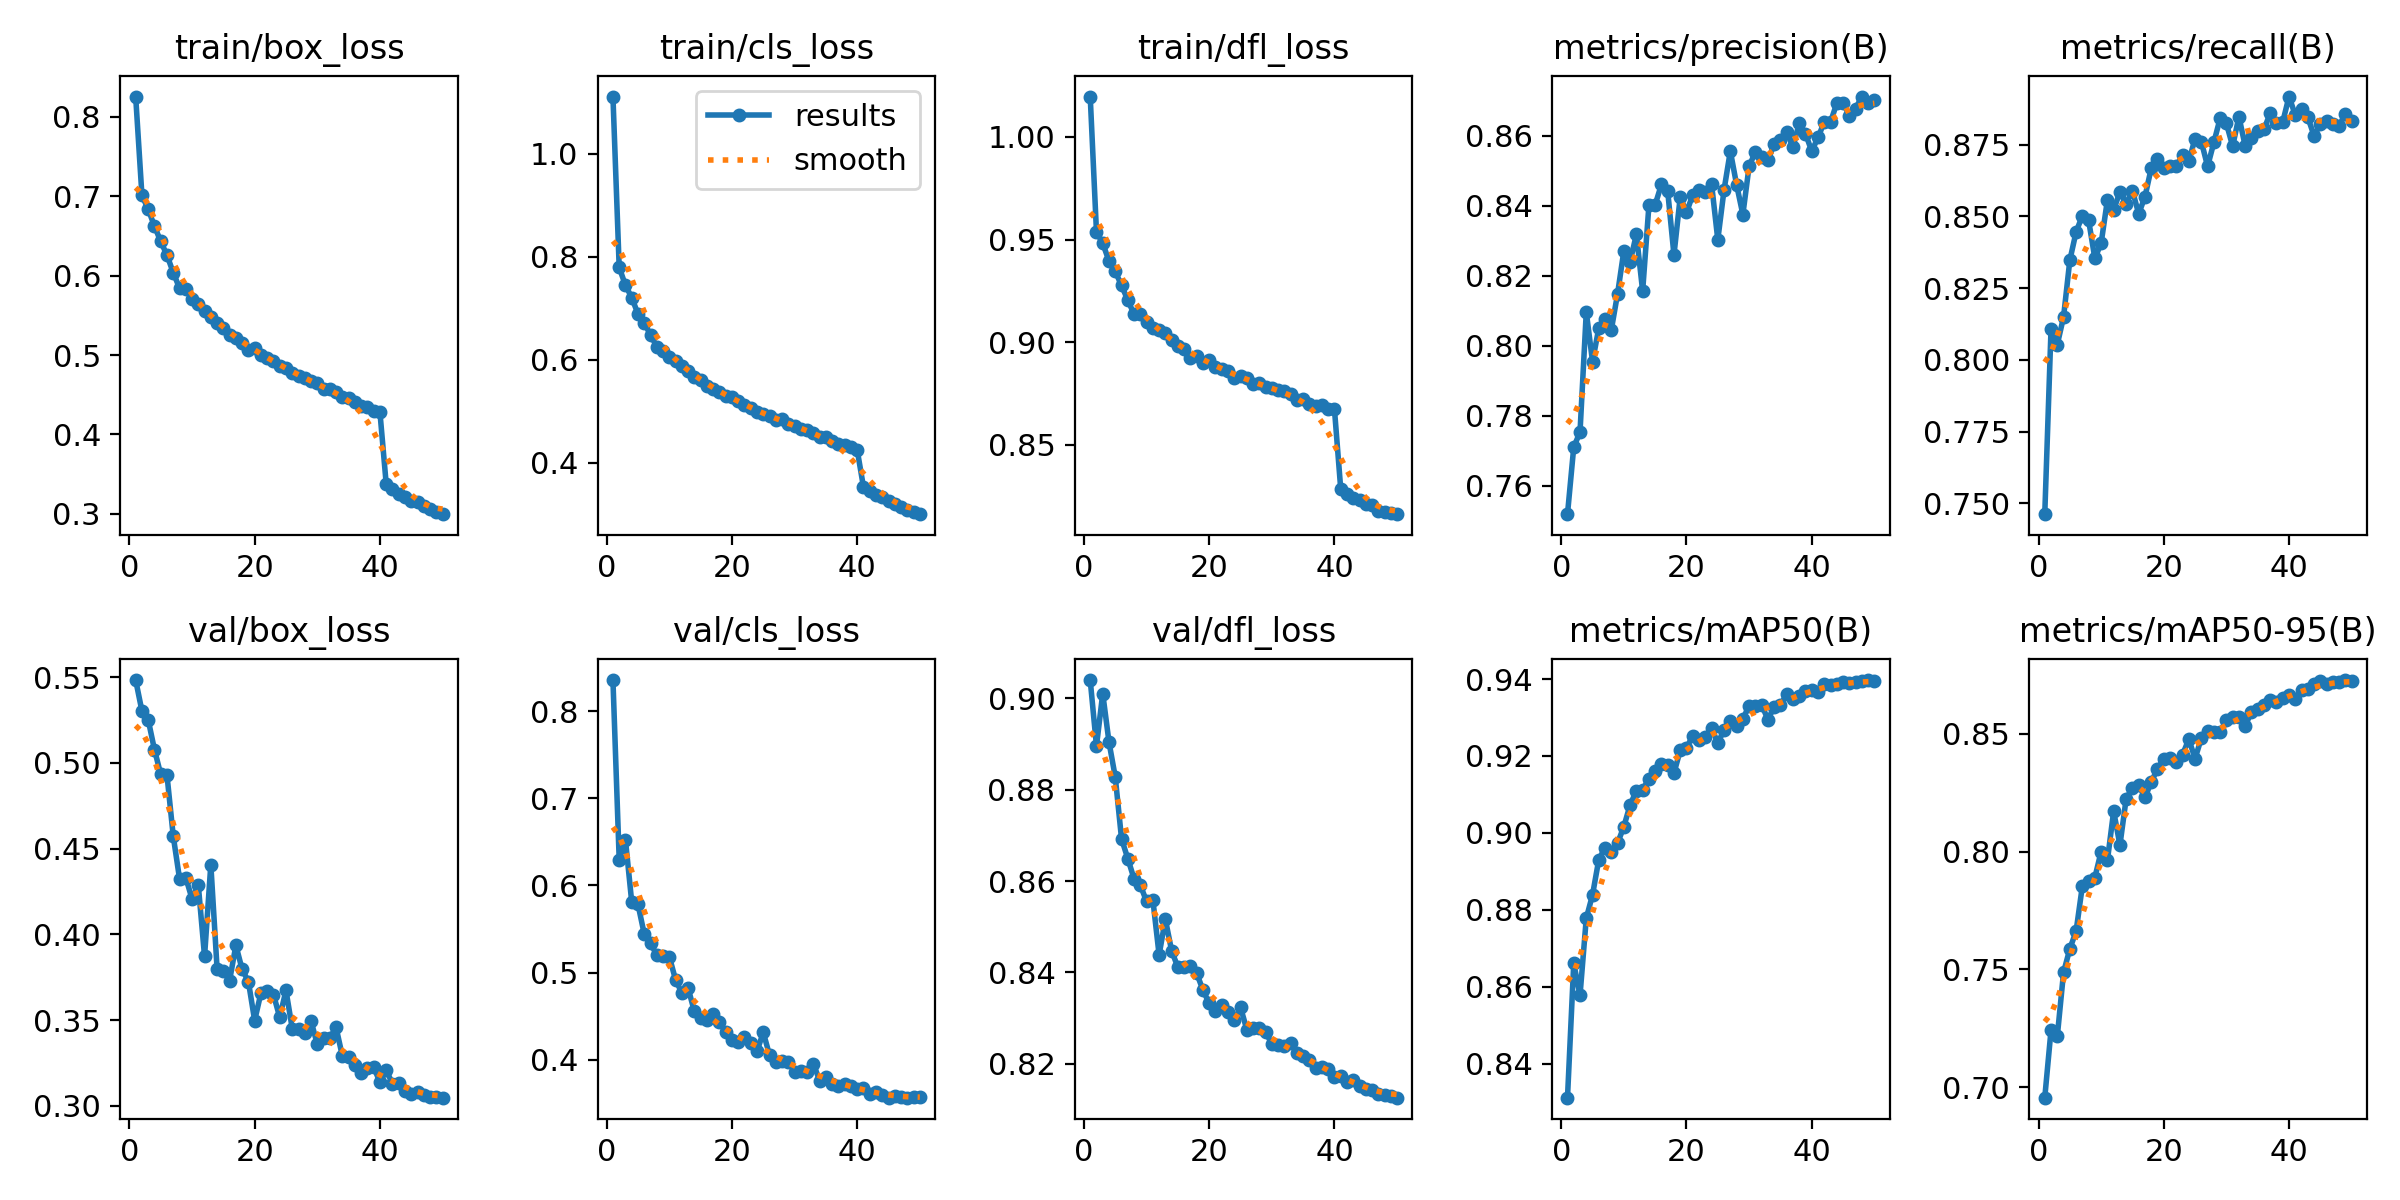 train/box_loss
0.8
0.7
0.6
0.5
0.4
0.3
0 20 40
train/cls_loss
results
smooth
1.0
0.8
0.6
0.4
0 20 40
train/dfl_loss
1.00
0.95
0.90
0.85
0 20 40
metrics/precision(B)
0.86
0.84
0.82
0.80
0.78
0.76
0 20 40
metrics/recall(B)
0.875
0.850
0.825
0.800
0.775
0.750
0 20 40
val/box_loss
0.55
0.50
0.45
0.40
0.35
0.30
0 20 40
val/cls_loss
0.8
0.7
0.6
0.5
0.4
0 20 40
val/dfl_loss
0.90
0.88
0.86
0.84
0.82
0 20 40
metrics/mAP50(B)
0.94
0.92
0.90
0.88
0.86
0.84
0 20 40
metrics/mAP50-95(B)
0.85
0.80
0.75
0.70
0 20 40